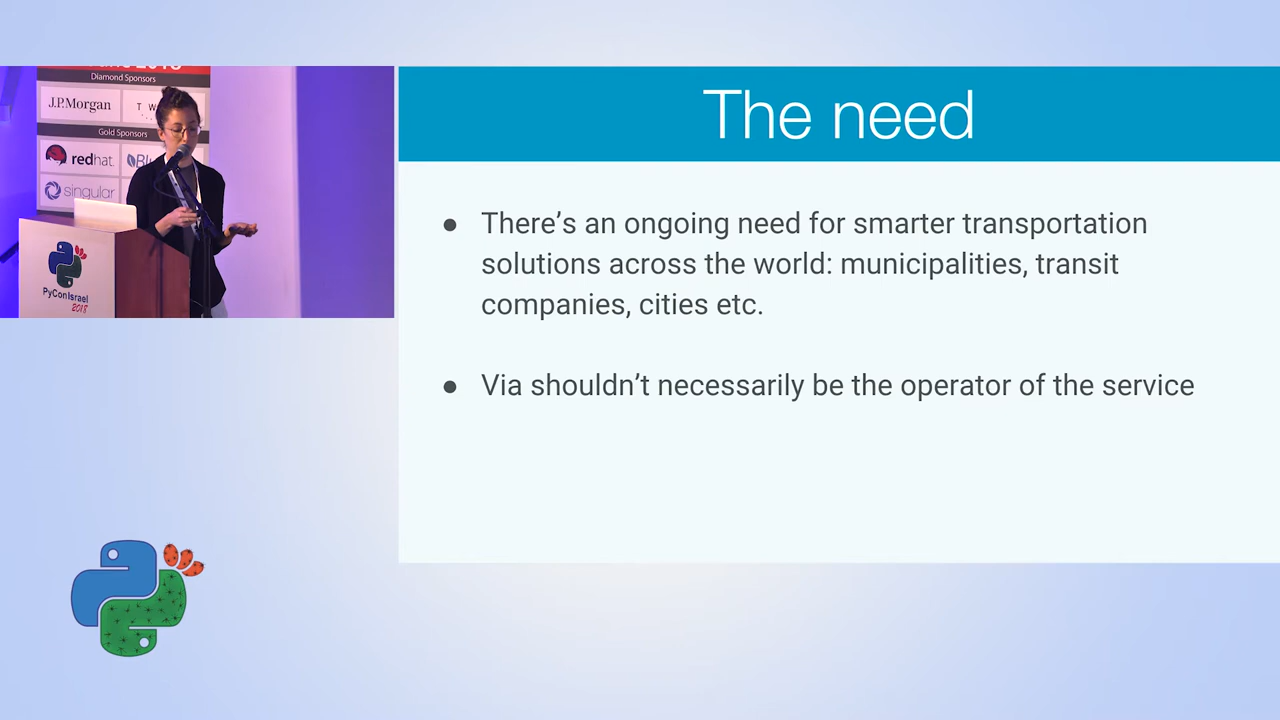 Diamond Sponsors
J.P.Morgan
Gold Sponsors
redhat.
singular
PyConIsrael
2018
The need
● There's an ongoing need for smarter transportation
solutions across the world: municipalities, transit
companies, cities etc.
● Via shouldn't necessarily be the operator of the service